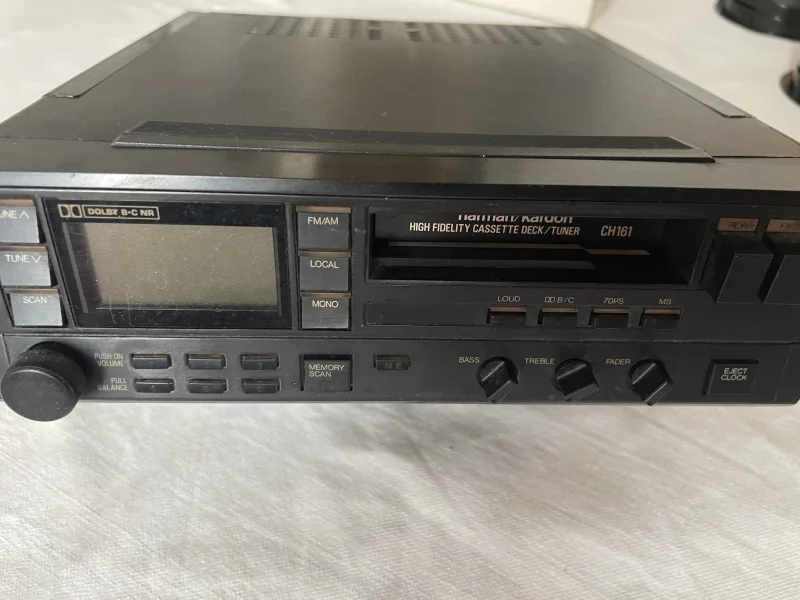 harman/kardon
HIGH FIDELITY CASSETTE DECK/TUNER CH161
DOLBY B·C NR
TUNE V
SCAN
FM/AM
LOCAL
MONO
REW
LOUD
B/C
70µS
MS
PUSH ON
VOLUME
PULL
BALANCE
MEMORY
SCAN
BASS
TREBLE
FADER
EJECT
CLOCK